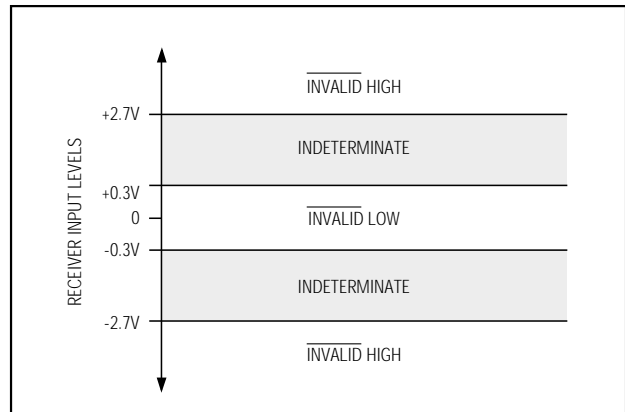 INVALID HIGH
+2.7V
INDETERMINATE
+0.3V
0
INVALID LOW
-0.3V
INDETERMINATE
-2.7V
INVALID HIGH
RECEIVER INPUT LEVELS